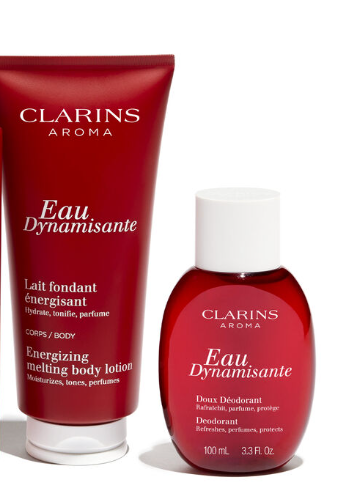 CLARINS
AROMA
Eau
Dynamisante
Lait fondant
énergisant
Hydrate, tonifie, parfume
CORPS / BODY
Energizing
melting body lotion
Moisturizes, tones, perfumes
CLARINS
AROMA
Eau
Dynamisante
Doux Déodorant
Rafraîchit, parfume, protège
Deodorant
Refreshes, perfumes, protects
100 mL 3.3 Fl. Oz.